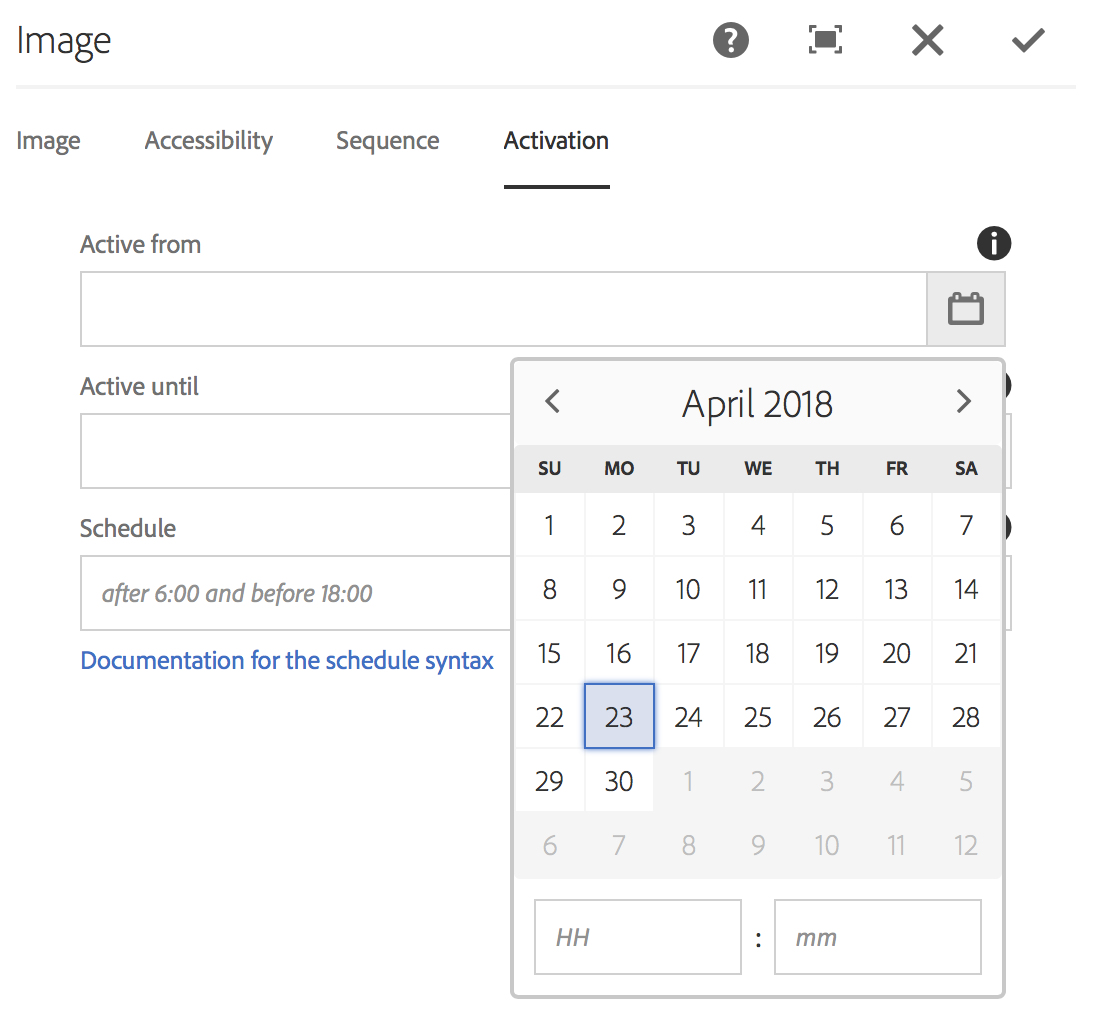 Image
Image Accessibility Sequence Activation
Active from
Active until
Schedule
after 6:00 and before 18:00
Documentation for the schedule syntax
April 2018
SU MO TU WE TH FR SA
1 2 3 4 5 6 7
8 9 10 11 12 13 14
15 16 17 18 19 20 21
22 23 24 25 26 27 28
29 30 1 2 3 4 5
6 7 8 9 10 11 12
HH : mm